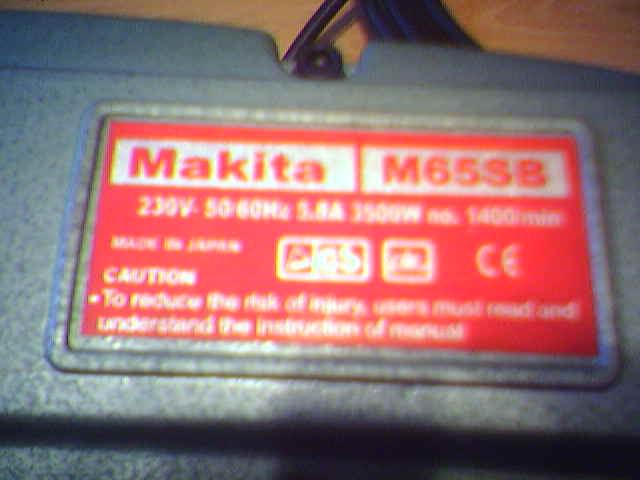 Makita M65SB
230V- 50/60Hz 5.8A 3500W no. 1400/min
MADE IN JAPAN GS CE
CAUTION
•To reduce the risk of injury, users must read and
understand the instruction of manual